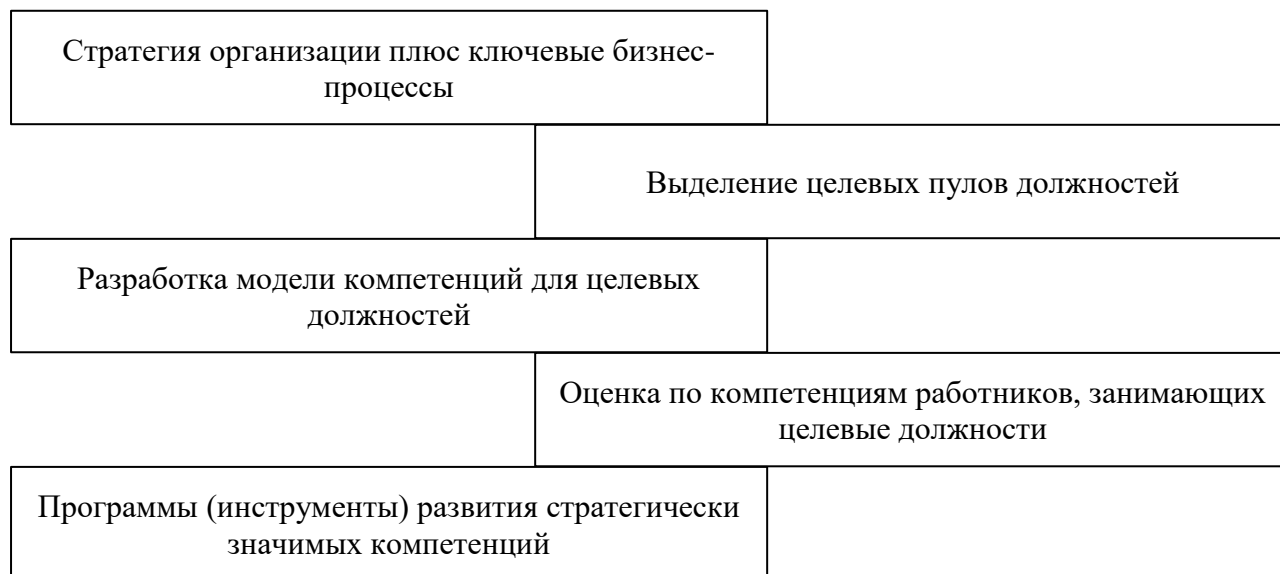 Стратегия организации плюс ключевые бизнес-
процессы
Выделение целевых пулов должностей
Разработка модели компетенций для целевых
должностей
Оценка по компетенциям работников, занимающих
целевые должности
Программы (инструменты) развития стратегически
значимых компетенций